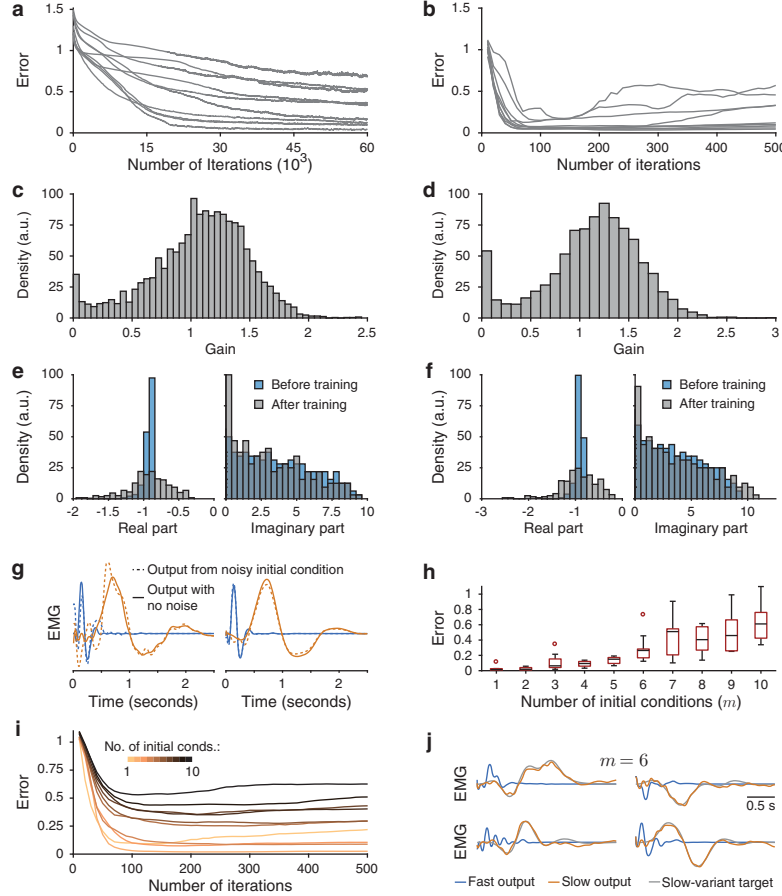 a
1.5
1
0.5
0
Error
0 15 30 45 60
Number of Iterations (10³)
b
1.5
1
0.5
0
Error
0 100 200 300 400 500
Number of iterations
c
100
75
50
25
0
Density (a.u.)
0 0.5 1 1.5 2 2.5
Gain
d
100
75
50
25
0
Density (a.u.)
0 0.5 1 1.5 2 3
Gain
e
100
75
50
25
0
Density (a.u.)
Before training
After training
-2 -1.5 -1 -0.5 0
Real part
0 2.5 5 7.5 10
Imaginary part
f
100
75
50
25
0
Density (a.u.)
Before training
After training
-3 -2 -1 0
Real part
0 5 10
Imaginary part
g
Output from noisy initial condition
Output with
no noise
EMG
0 1 2
Time (seconds)
0 1 2
Time (seconds)
h
1
0.8
0.6
0.4
0.2
0
Error
1 2 3 4 5 6 7 8 9 10
Number of initial conditions (m)
i
1
0.75
0.5
0.25
0
Error
No. of initial conds.:
1 10
0 100 200 300 400 500
Number of iterations
j
m = 6
EMG
0.5 s
EMG
Fast output Slow output Slow-variant target